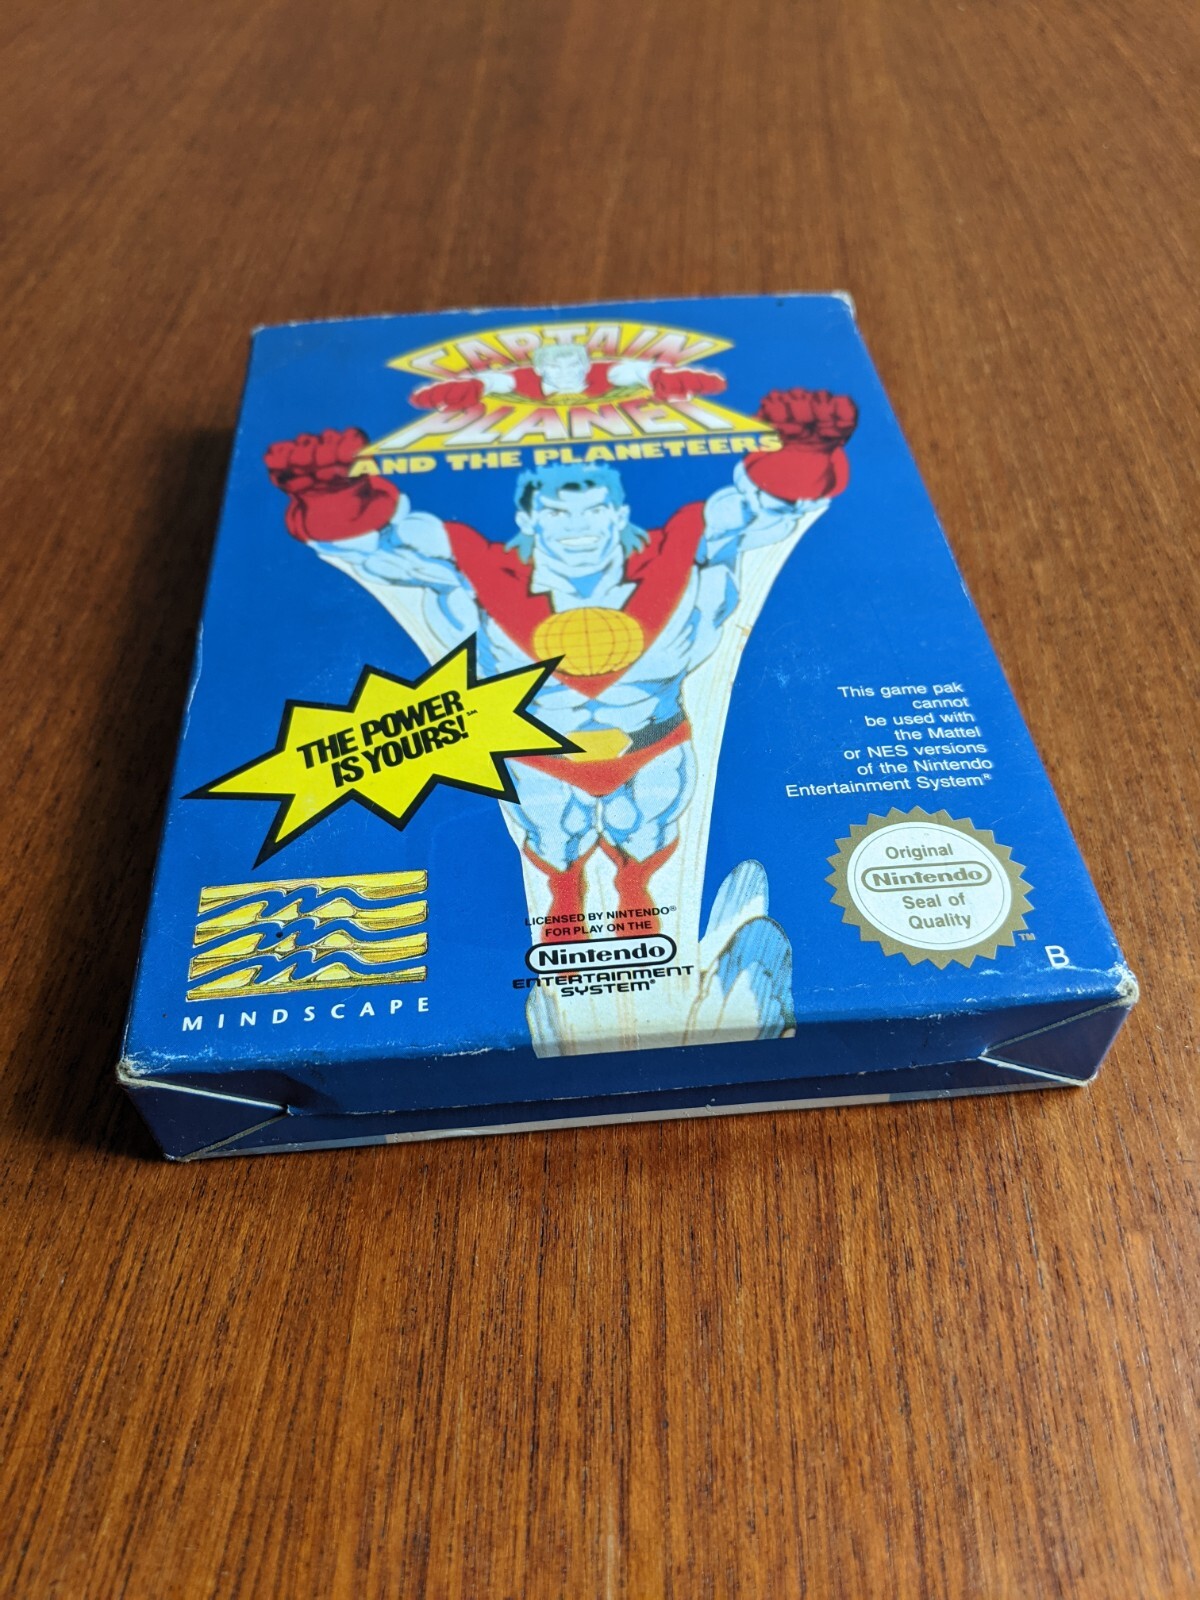 CAPTAIN
PLANET
AND THE PLANETEERS
THE POWER
IS YOURS!℠
This game pak
cannot
be used with
the Mattel
or NES versions
of the Nintendo
Entertainment System®
Original
Nintendo
Seal of
Quality
TM
B
LICENSED BY NINTENDO®
FOR PLAY ON THE
Nintendo
ENTERTAINMENT
SYSTEM®
MINDSCAPE